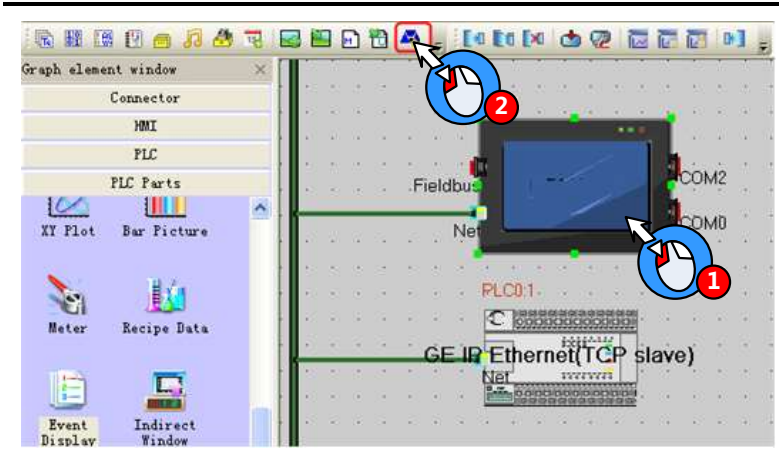 Graph element window
Connector
HMI
PLC
PLC Parts
XY Plot
Bar Picture
Meter
Recipe Data
Event Display
Indirect Window
2
Fieldbus
COM2
Net
COM0
1
PLC0:1
GE IP Ethernet(TCP slave)
Net